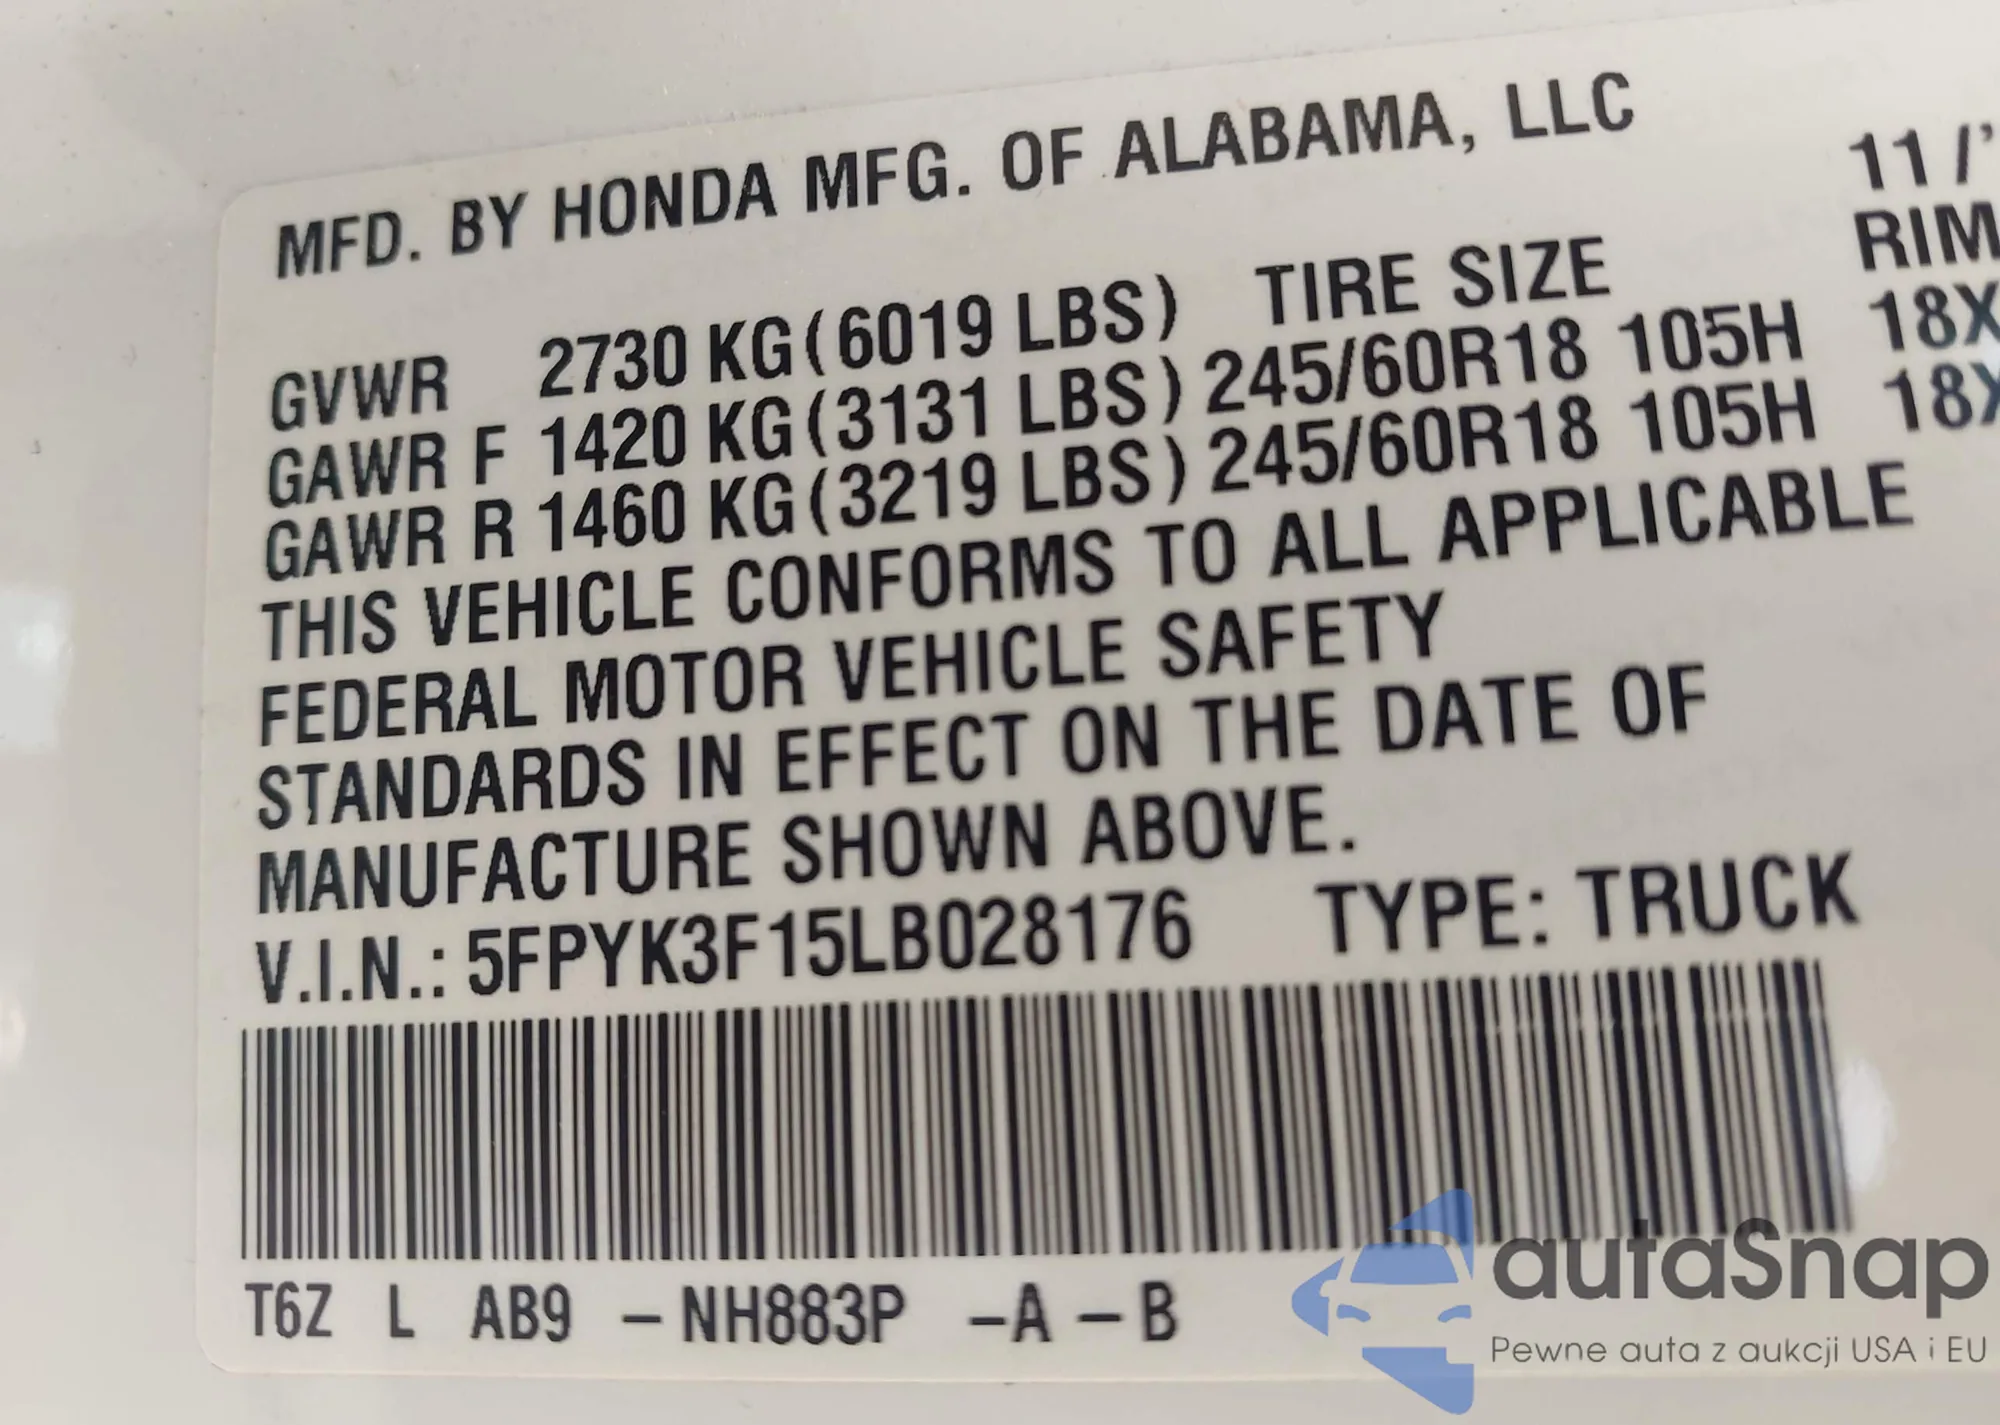 MFD. BY HONDA MFG. OF ALABAMA, LLC 11/
GVWR 2730 KG(6019 LBS) TIRE SIZE RIM
GAWR F 1420 KG(3131 LBS) 245/60R18 105H 18X
GAWR R 1460 KG(3219 LBS) 245/60R18 105H 18X
THIS VEHICLE CONFORMS TO ALL APPLICABLE
FEDERAL MOTOR VEHICLE SAFETY
STANDARDS IN EFFECT ON THE DATE OF
MANUFACTURE SHOWN ABOVE.
V.I.N.: 5FPYK3F15LB028176 TYPE: TRUCK
T6Z L AB9 – NH883P –A – B
autaSnap
Pewne auta z aukcji USA i EU